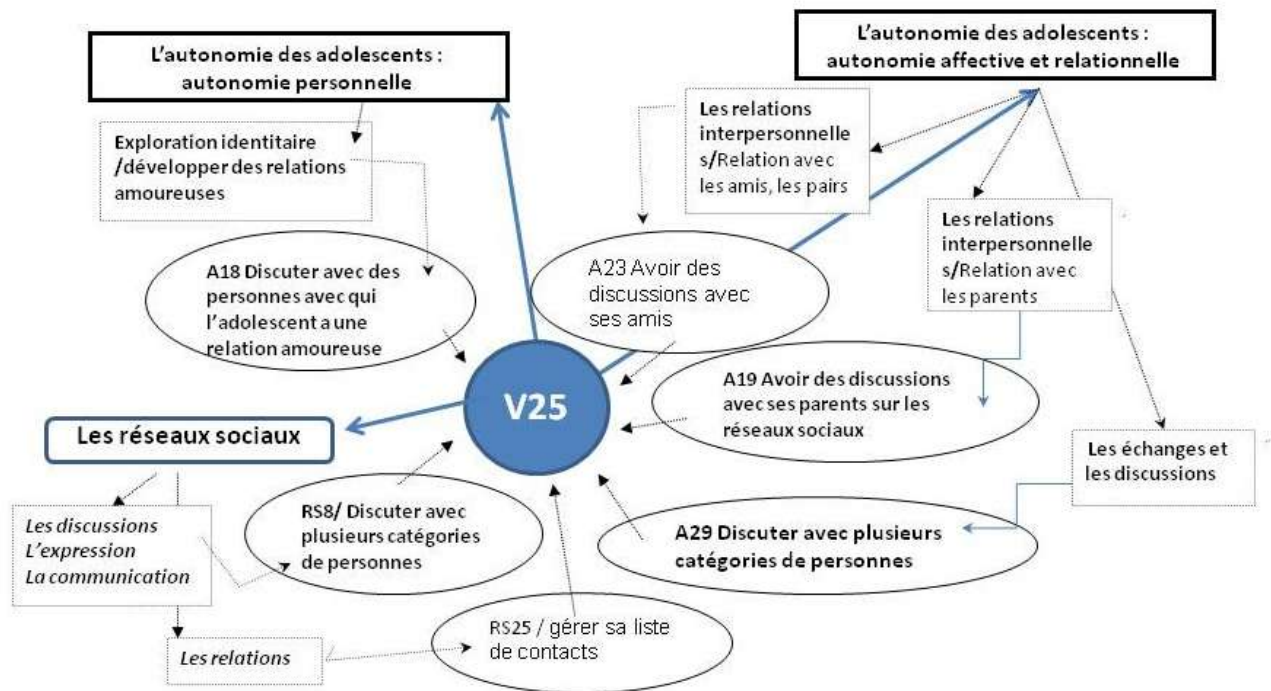 L'autonomie des adolescents :
autonomie personnelle
L'autonomie des adolescents :
autonomie affective et relationnelle
Exploration identitaire
/développer des relations
amoureuses
Les relations
interpersonnelle
s/Relation avec
les amis, les pairs
Les relations
interpersonnelle
s/Relation avec
les parents
A18 Discuter avec des
personnes avec qui
l'adolescent a une
relation amoureuse
A23 Avoir des
discussions avec
ses amis
V25
A19 Avoir des discussions
avec ses parents sur les
réseaux sociaux
Les réseaux sociaux
Les échanges et
les discussions
RS8/ Discuter avec
plusieurs catégories
de personnes
Les discussions
L'expression
La communication
A29 Discuter avec plusieurs
catégories de personnes
RS25 / gérer sa liste
de contacts
Les relations